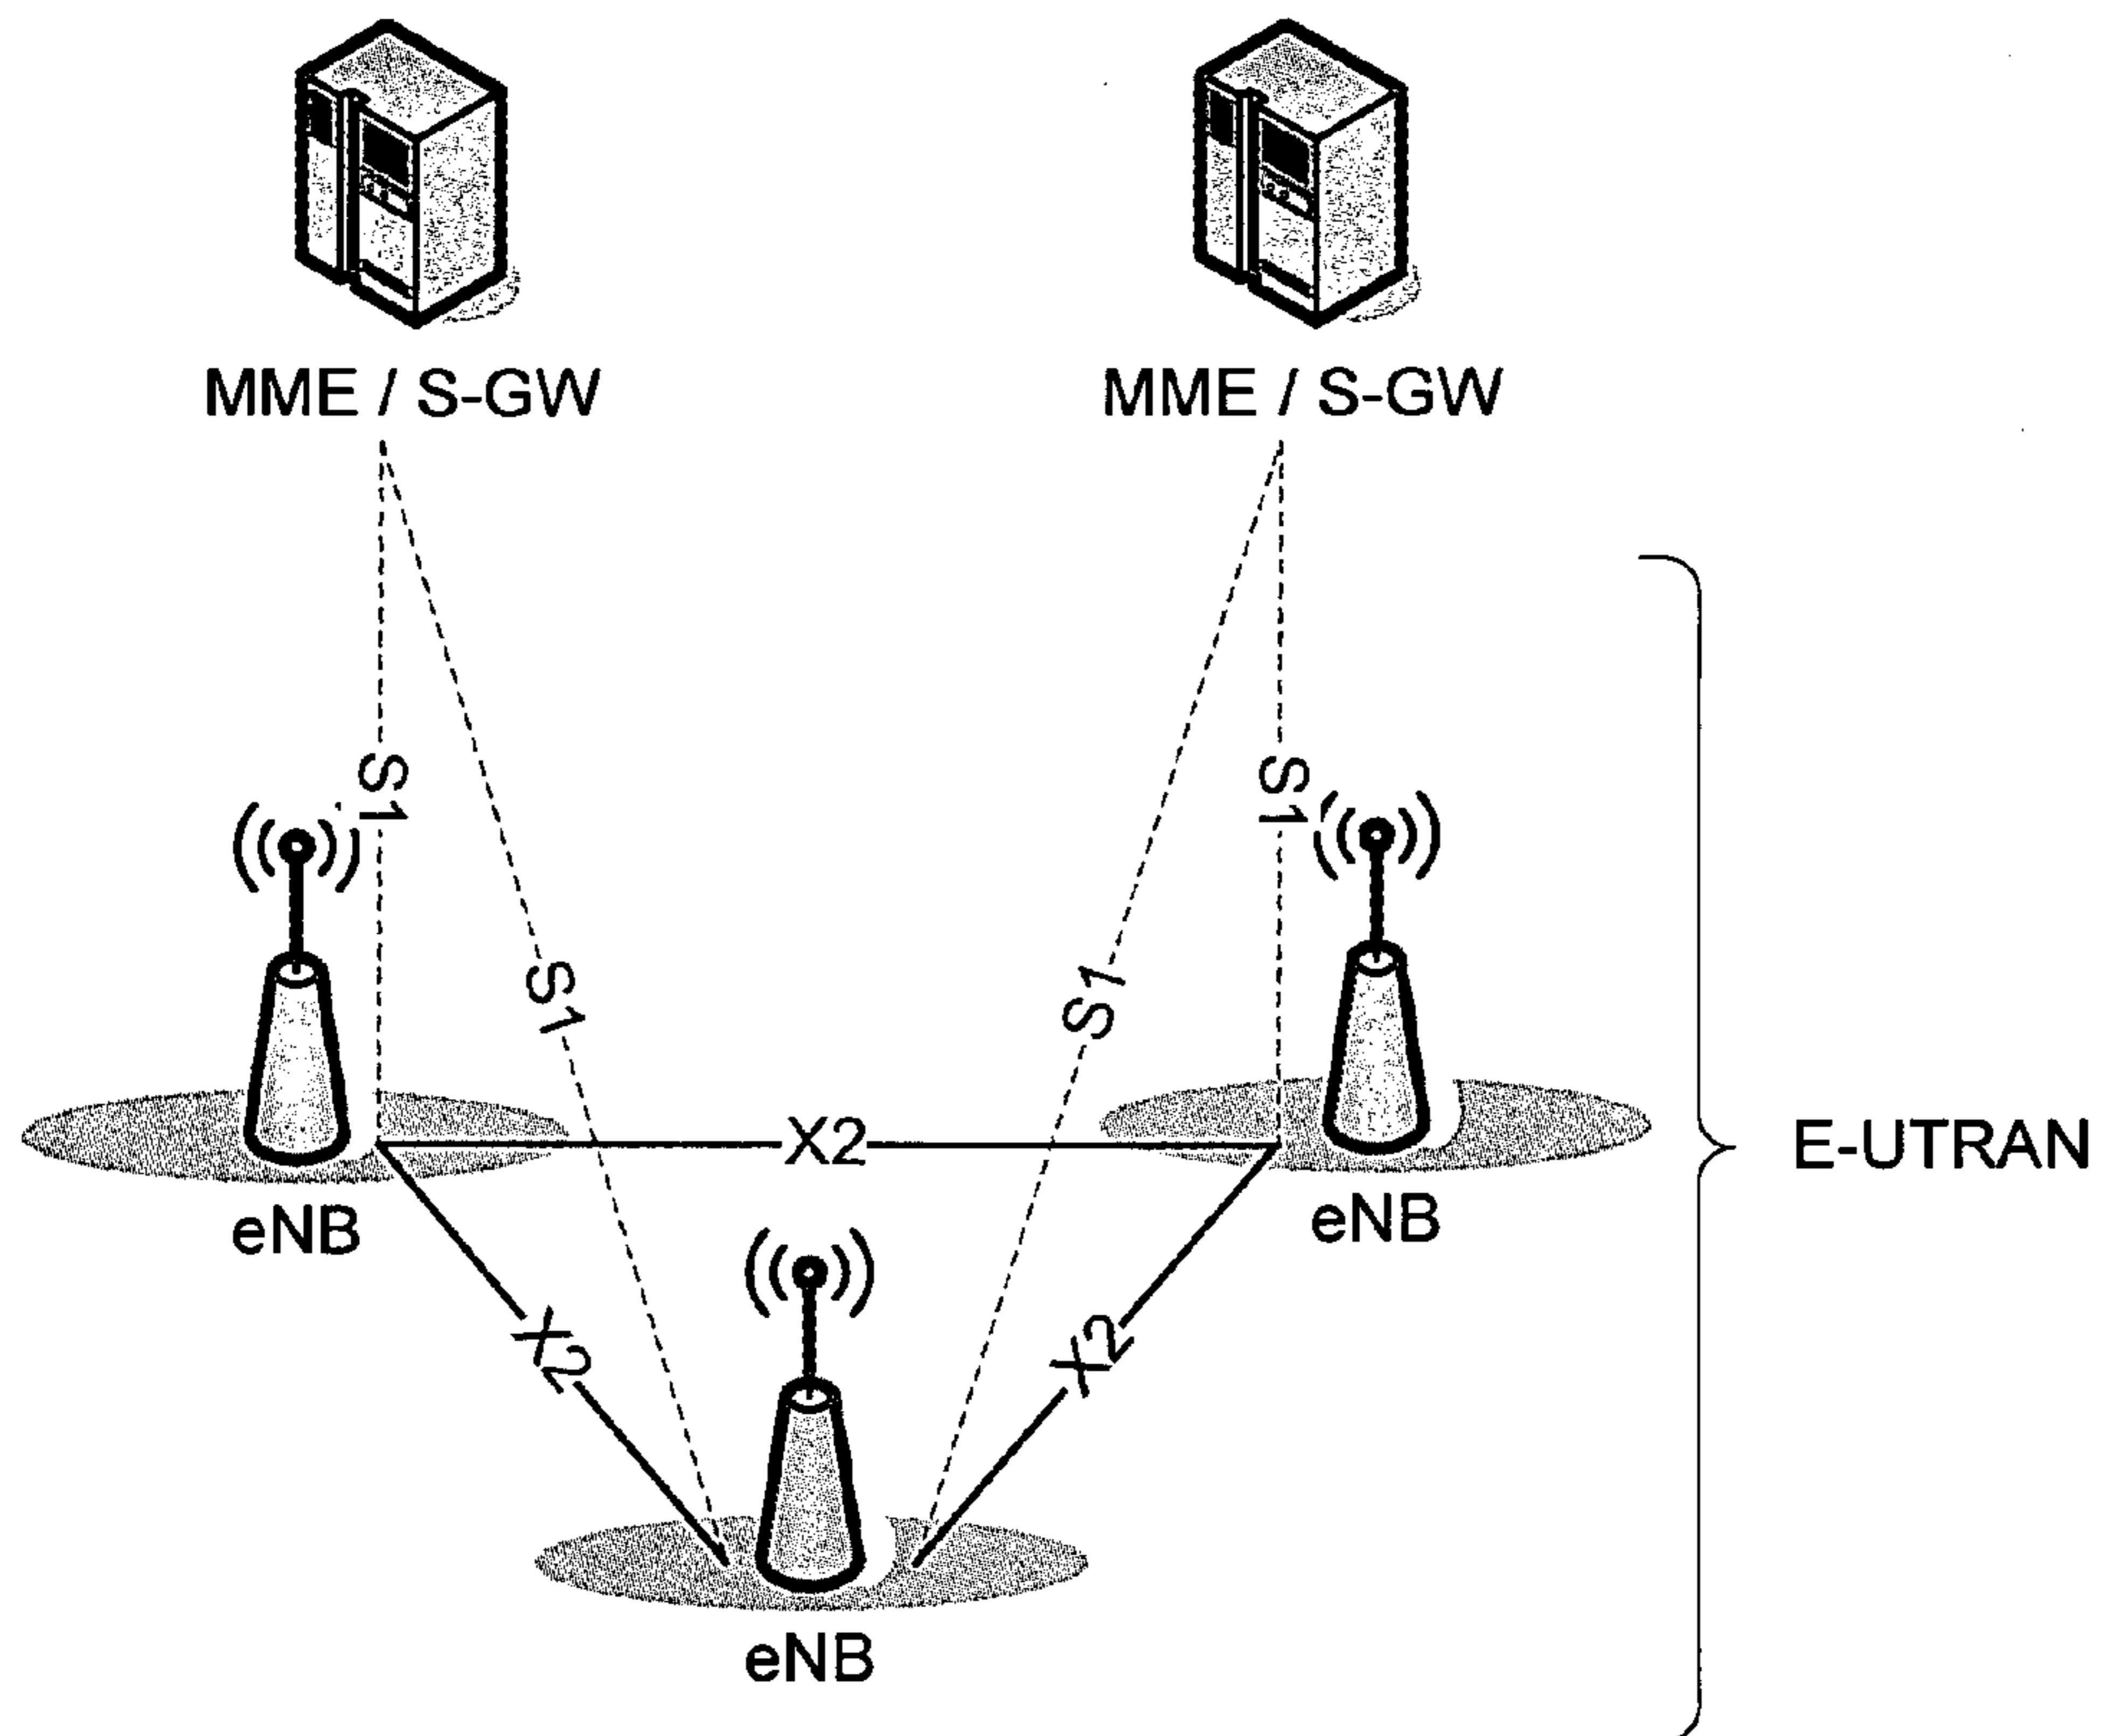 MME / S-GW
MME / S-GW
S1
S1
S1
S1
X2
E-UTRAN
eNB
eNB
X2
X2
eNB